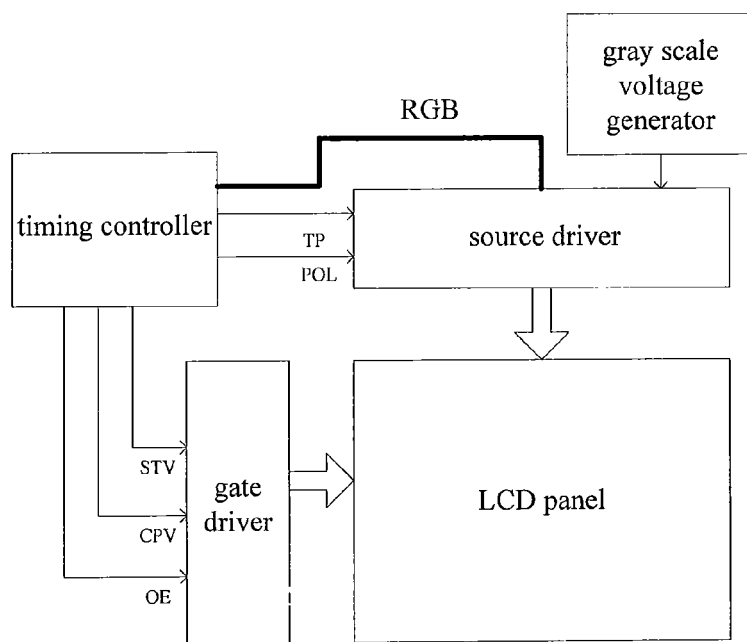 gray scale
voltage
generator
RGB
timing controller
TP
POL
source driver
STV
CPV
OE
gate
driver
LCD panel